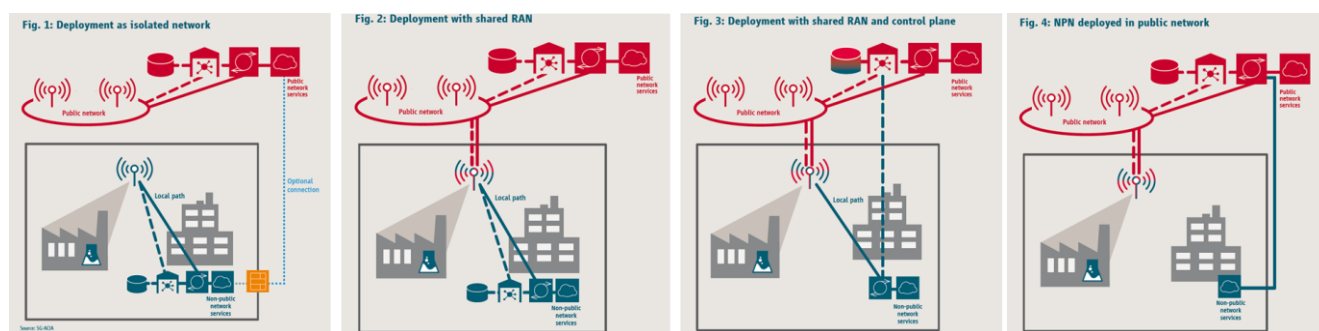 Fig. 1: Deployment as isolated network
Public
network
services
Public network
Optional
connection
Local path
Non-public
network
services
Source: 5G-ACIA
Fig. 2: Deployment with shared RAN
Public
network
services
Public network
Local path
Non-public
network
services
Fig. 3: Deployment with shared RAN and control plane
Public
network
services
Public network
Local path
Non-public
network
services
Fig. 4: NPN deployed in public network
Public
network
services
Public network
Non-public
network
services